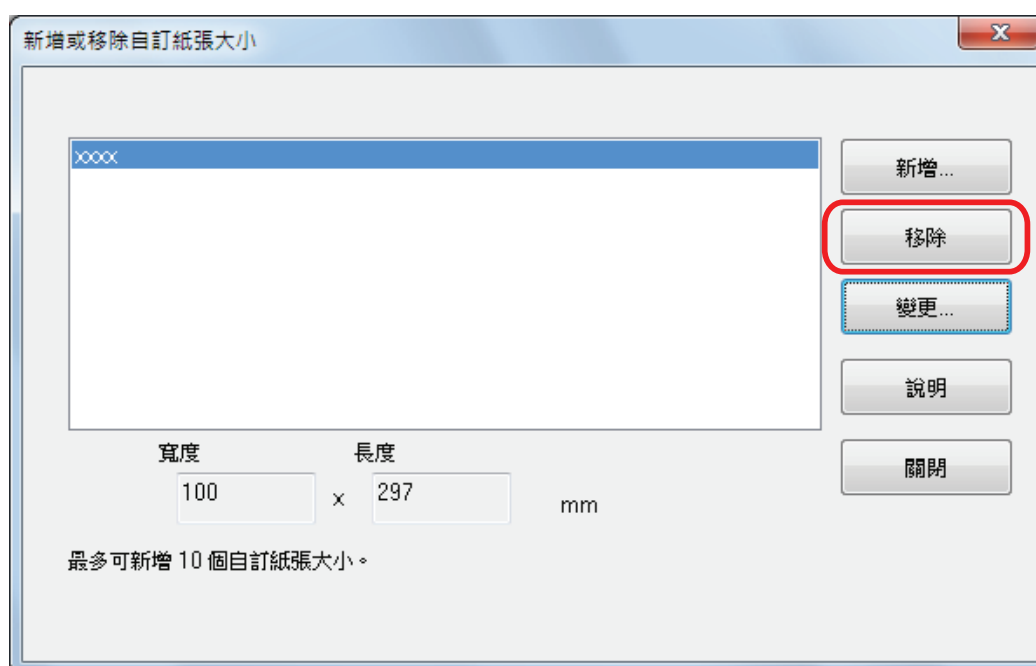 新增或移除自訂紙張大小
xxxx
新增...
移除
變更...
說明
關閉
寬度 長度
100 x 297 mm
最多可新增 10 個自訂紙張大小。